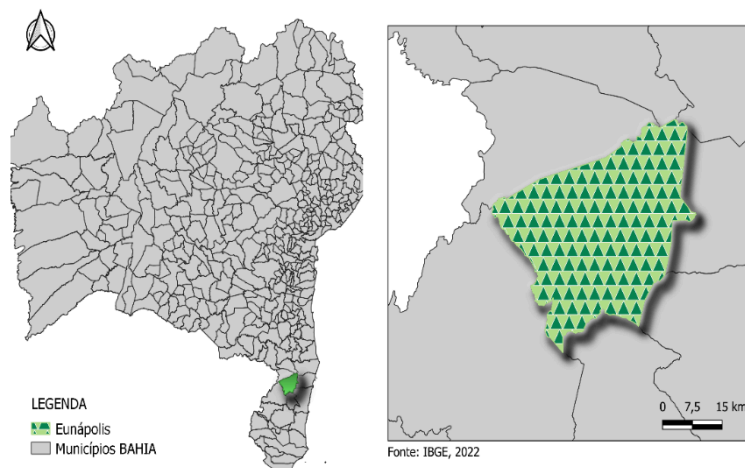 LEGENDA
Eunápolis
Municípios BAHIA
0 7,5 15 km
Fonte: IBGE, 2022